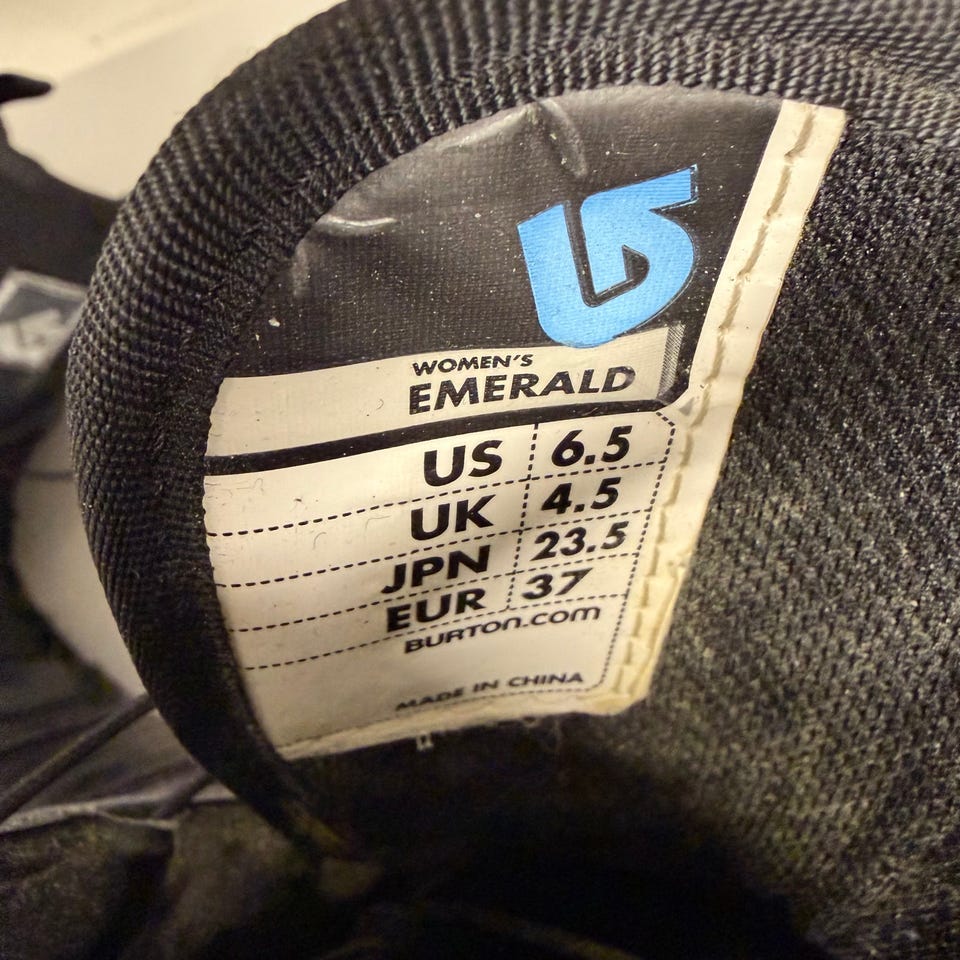 WOMEN'S
EMERALD
US 6.5
UK 4.5
JPN 23.5
EUR 37
BURTON.COM
MADE IN CHINA